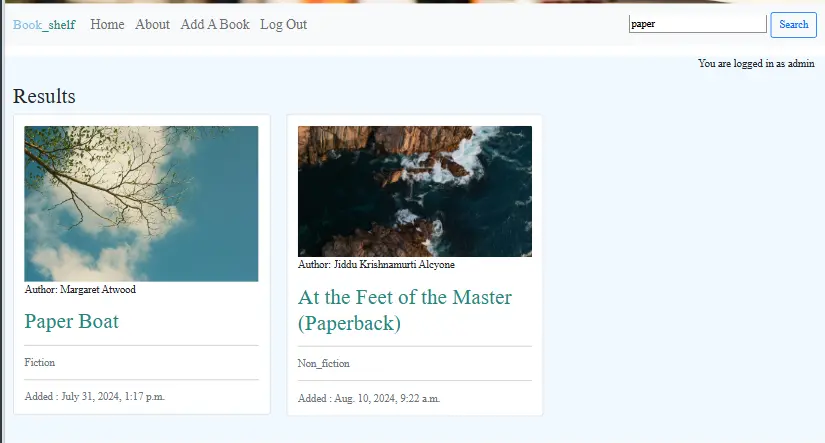 Book_shelf Home About Add A Book Log Out paper Search
You are logged in as admin
Results
Author: Margaret Atwood
Paper Boat
Fiction
Added : July 31, 2024, 1:17 p.m.
Author: Jiddu Krishnamurti Alcyone
At the Feet of the Master
(Paperback)
Non_fiction
Added : Aug. 10, 2024, 9:22 a.m.